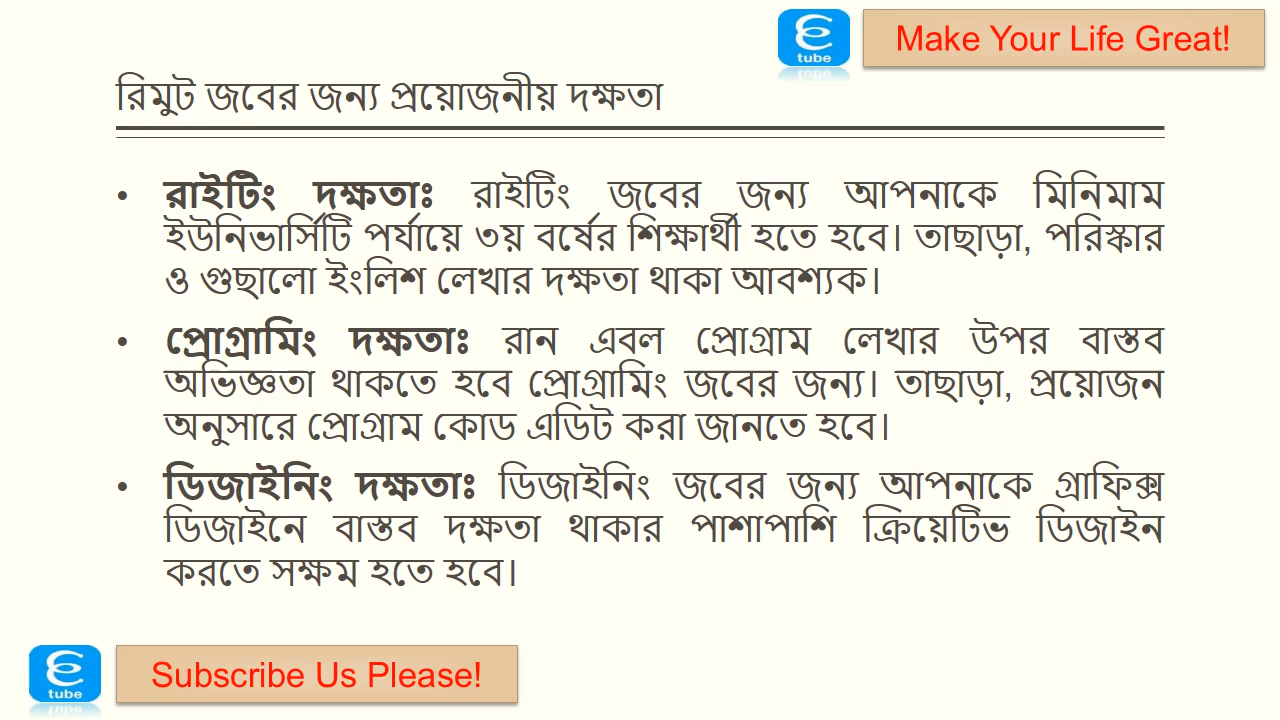 e
tube
Make Your Life Great!
রিমুট জবের জন্য প্রয়োজনীয় দক্ষতা
• রাইটিং দক্ষতাঃ রাইটিং জবের জন্য আপনাকে মিনিমাম
ইউনিভার্সিটি পর্যায়ে ৩য় বর্ষের শিক্ষার্থী হতে হবে। তাছাড়া, পরিস্কার
ও গুছালো ইংলিশ লেখার দক্ষতা থাকা আবশ্যক।
• প্রোগ্রামিং দক্ষতাঃ রান এবল প্রোগ্রাম লেখার উপর বাস্তব
অভিজ্ঞতা থাকতে হবে প্রোগ্রামিং জবের জন্য। তাছাড়া, প্রয়োজন
অনুসারে প্রোগ্রাম কোড এডিট করা জানতে হবে।
• ডিজাইনিং দক্ষতাঃ ডিজাইনিং জবের জন্য আপনাকে গ্রাফিক্স
ডিজাইনে বাস্তব দক্ষতা থাকার পাশাপাশি ক্রিয়েটিভ ডিজাইন
করতে সক্ষম হতে হবে।
e
tube
Subscribe Us Please!